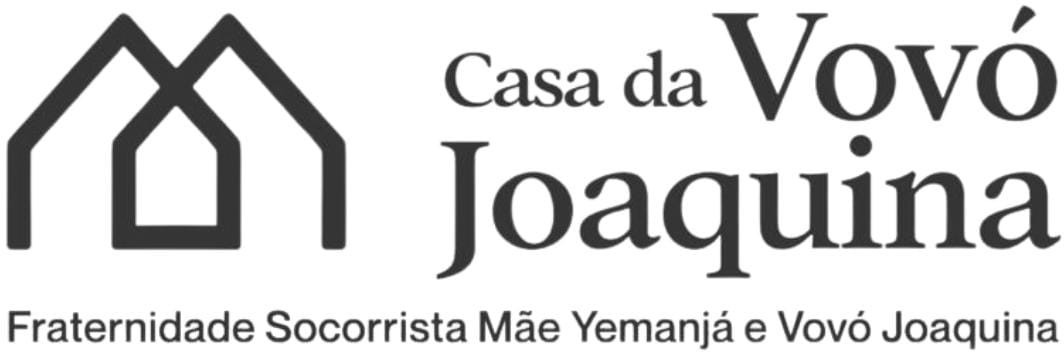 Casa da Vovó
Joaquina
Fraternidade Socorrista Mãe Yemanjá e Vovó Joaquina